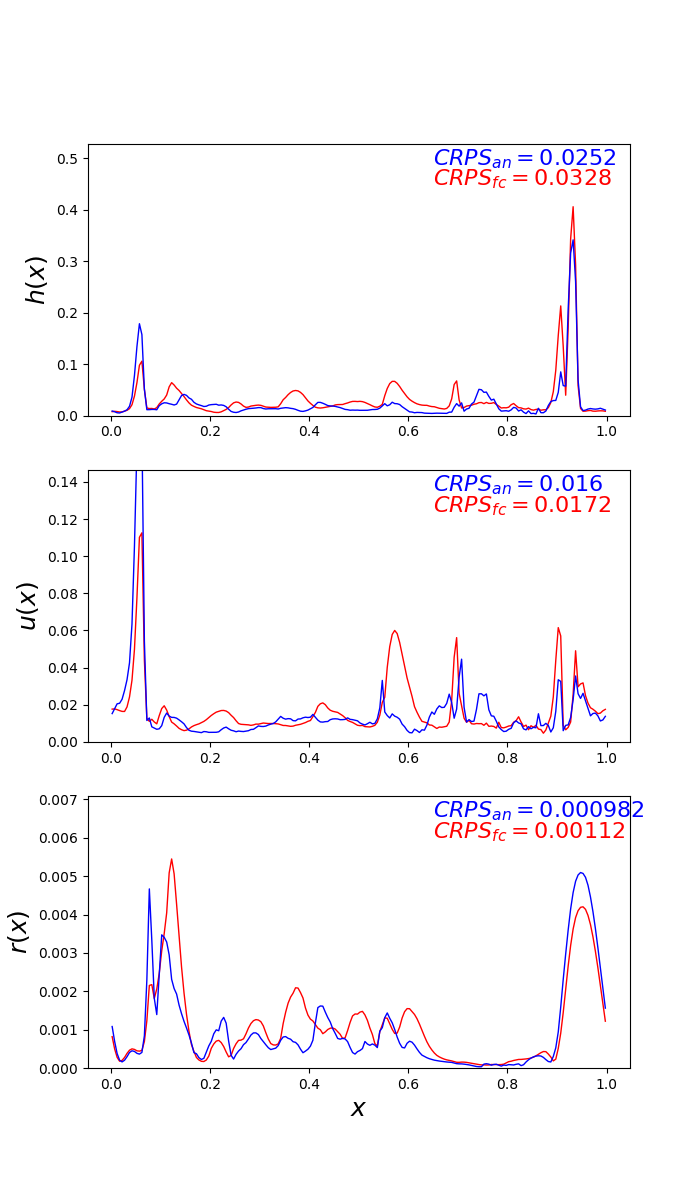 0.5
0.4
0.3
0.2
0.1
0.0
h(x)
CRPS_an = 0.0252
CRPS_fc = 0.0328
0.0 0.2 0.4 0.6 0.8 1.0
0.14
0.12
0.10
0.08
0.06
0.04
0.02
0.00
u(x)
CRPS_an = 0.016
CRPS_fc = 0.0172
0.0 0.2 0.4 0.6 0.8 1.0
0.007
0.006
0.005
0.004
0.003
0.002
0.001
0.000
r(x)
CRPS_an = 0.000982
CRPS_fc = 0.00112
0.0 0.2 0.4 0.6 0.8 1.0
x